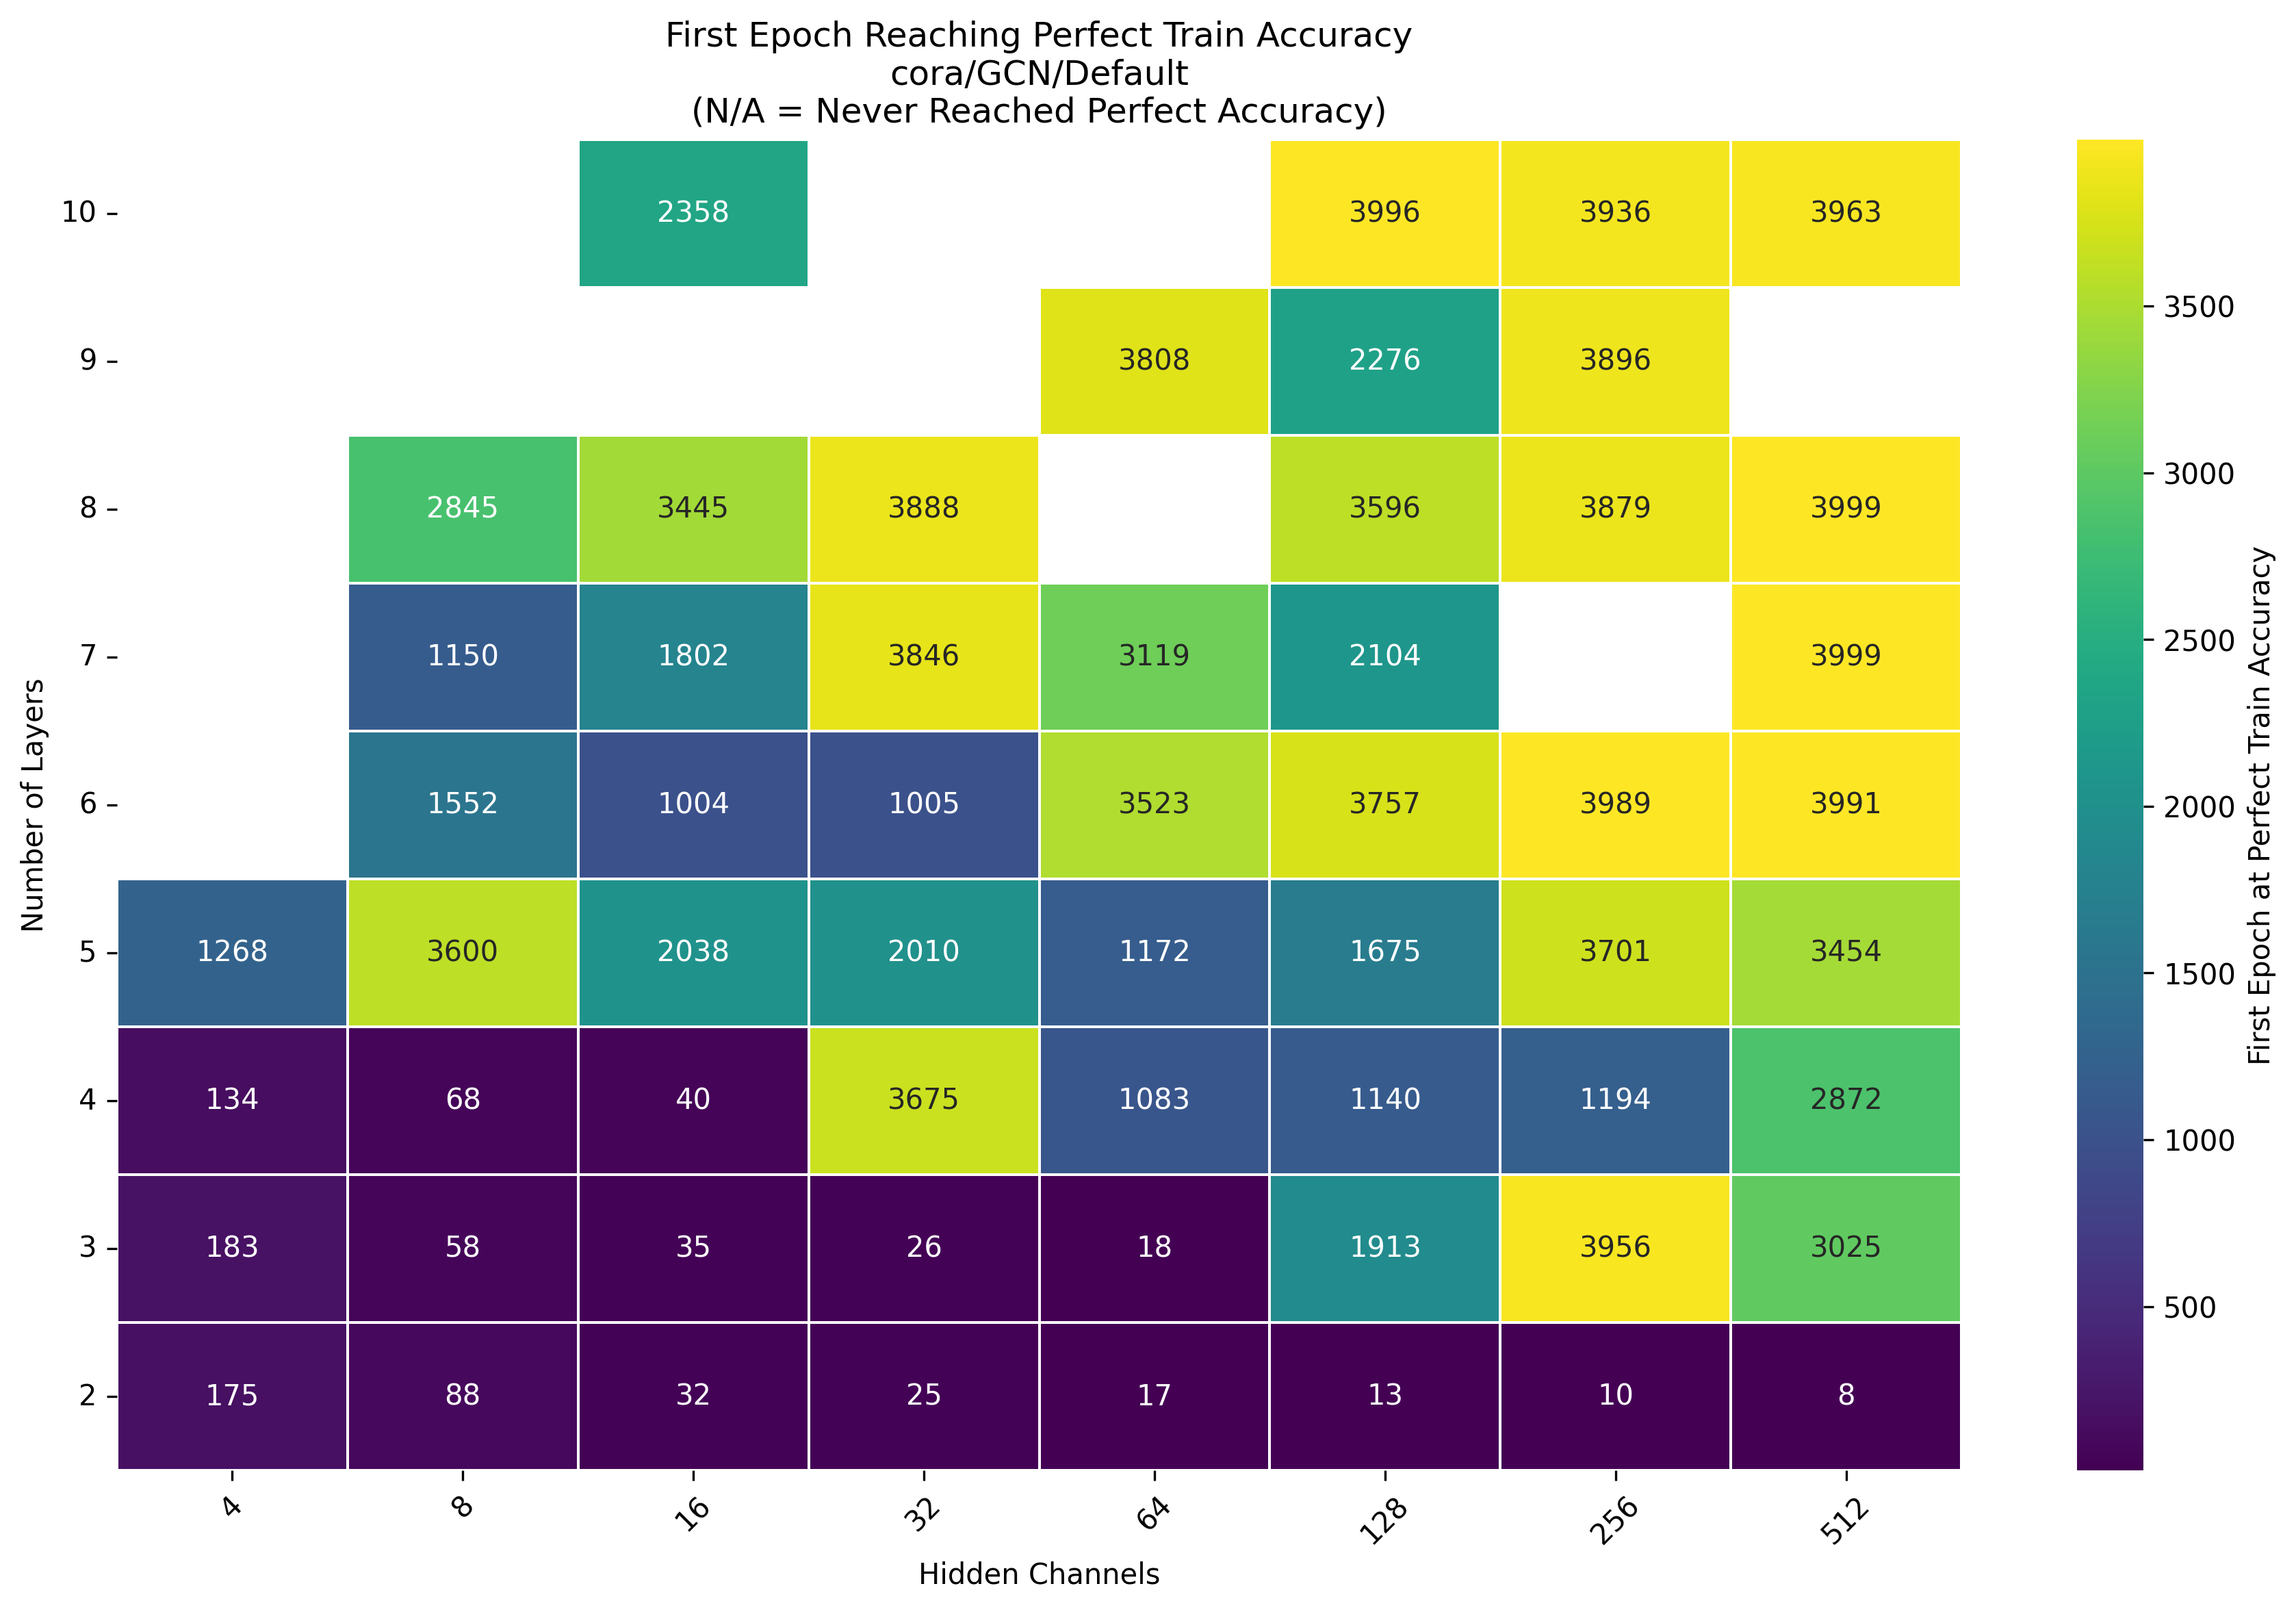 First Epoch Reaching Perfect Train Accuracy
cora/GCN/Default
(N/A = Never Reached Perfect Accuracy)
10 2358 3996 3936 3963
9 3808 2276 3896
8 2845 3445 3888 3596 3879 3999
7 1150 1802 3846 3119 2104 3999
6 1552 1004 1005 3523 3757 3989 3991
5 1268 3600 2038 2010 1172 1675 3701 3454
4 134 68 40 3675 1083 1140 1194 2872
3 183 58 35 26 18 1913 3956 3025
2 175 88 32 25 17 13 10 8
4 8 16 32 64 128 256 512
Hidden Channels
Number of Layers
3500
3000
2500
2000
1500
1000
500
First Epoch at Perfect Train Accuracy